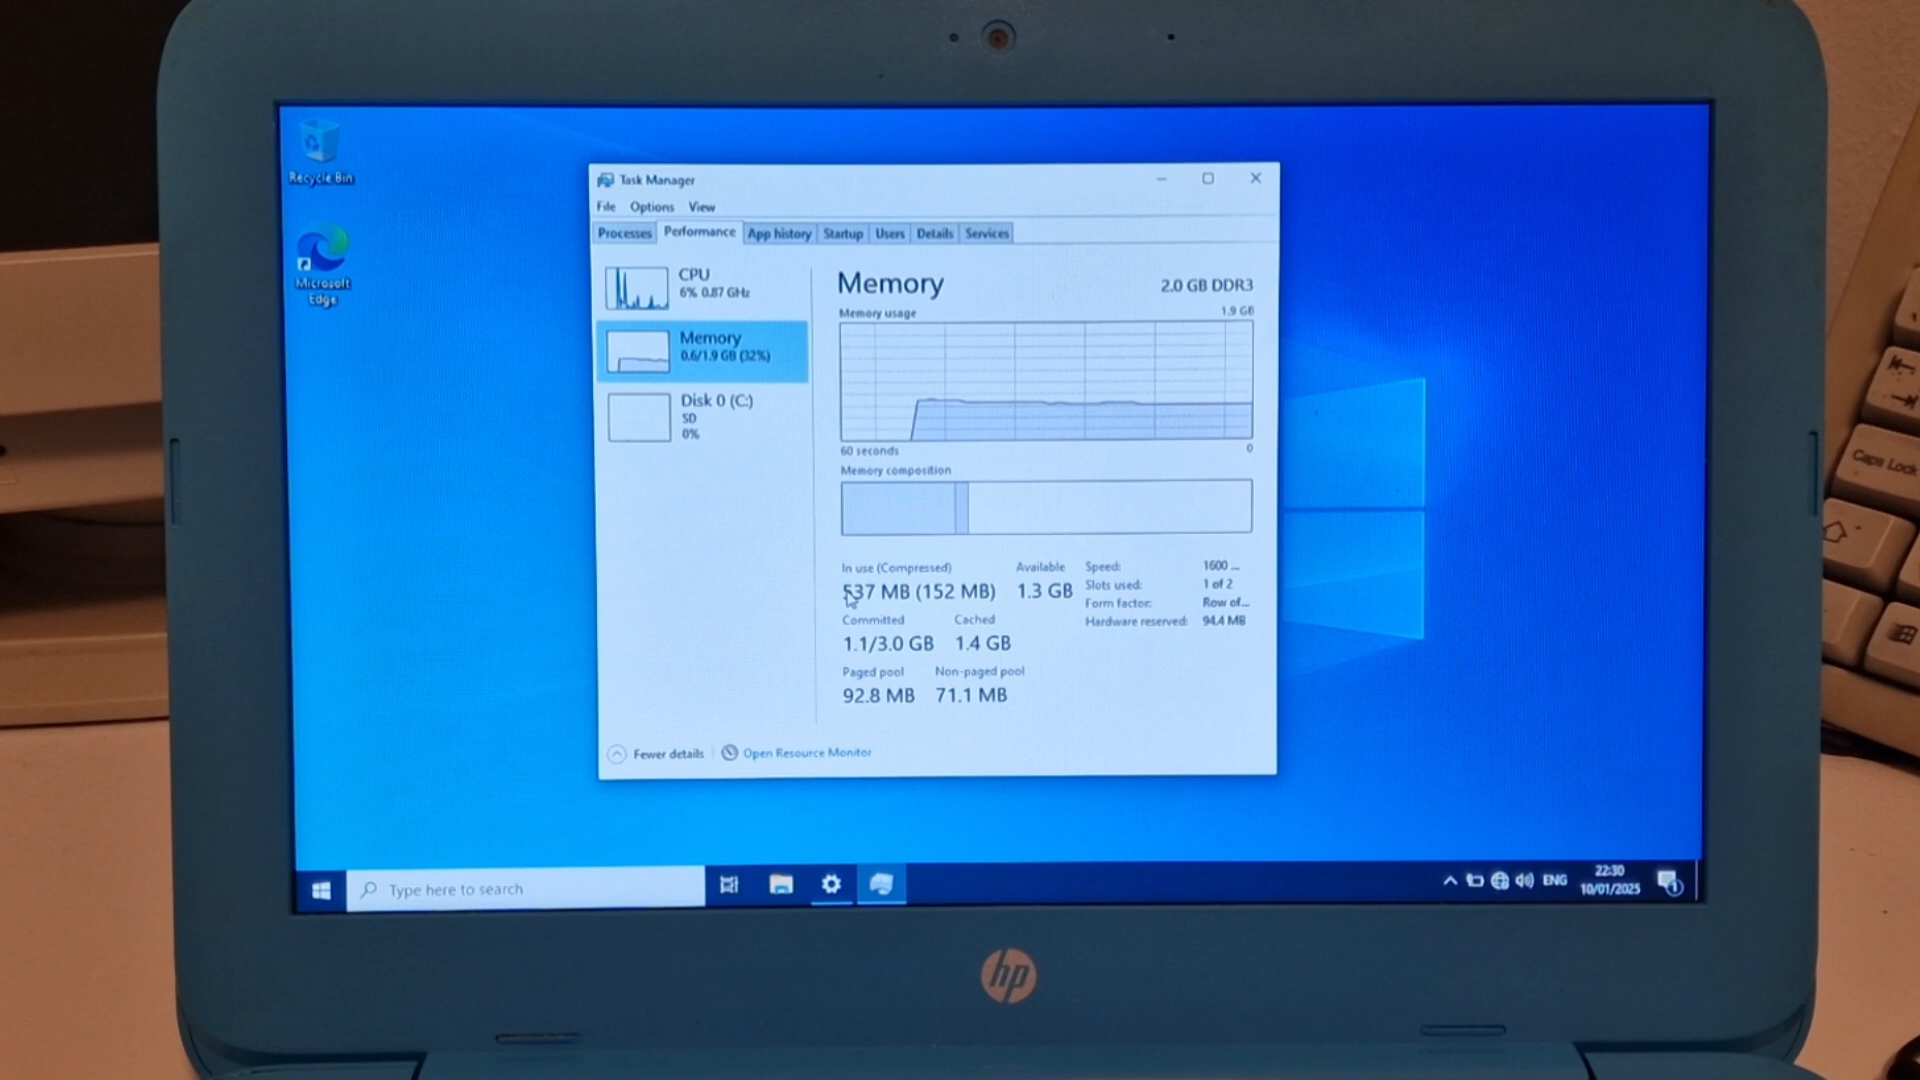 Recycle Bin
Microsoft
Edge
Task Manager
File Options View
Processes Performance App history Startup Users Details Services
CPU
6% 0.87 GHz
Memory
0.6/1.9 GB (32%)
Disk 0 (C:)
SD
0%
Memory 2.0 GB DDR3
Memory usage 1.9 GB
60 seconds 0
Memory composition
In use (Compressed) Available
537 MB (152 MB) 1.3 GB
Committed Cached
1.1/3.0 GB 1.4 GB
Paged pool Non-paged pool
92.8 MB 71.1 MB
Speed: 1600 ...
Slots used: 1 of 2
Form factor: Row of...
Hardware reserved: 94.4 MB
Fewer details Open Resource Monitor
Type here to search
ENG
22:30
10/01/2025
1
hp
Caps Lock